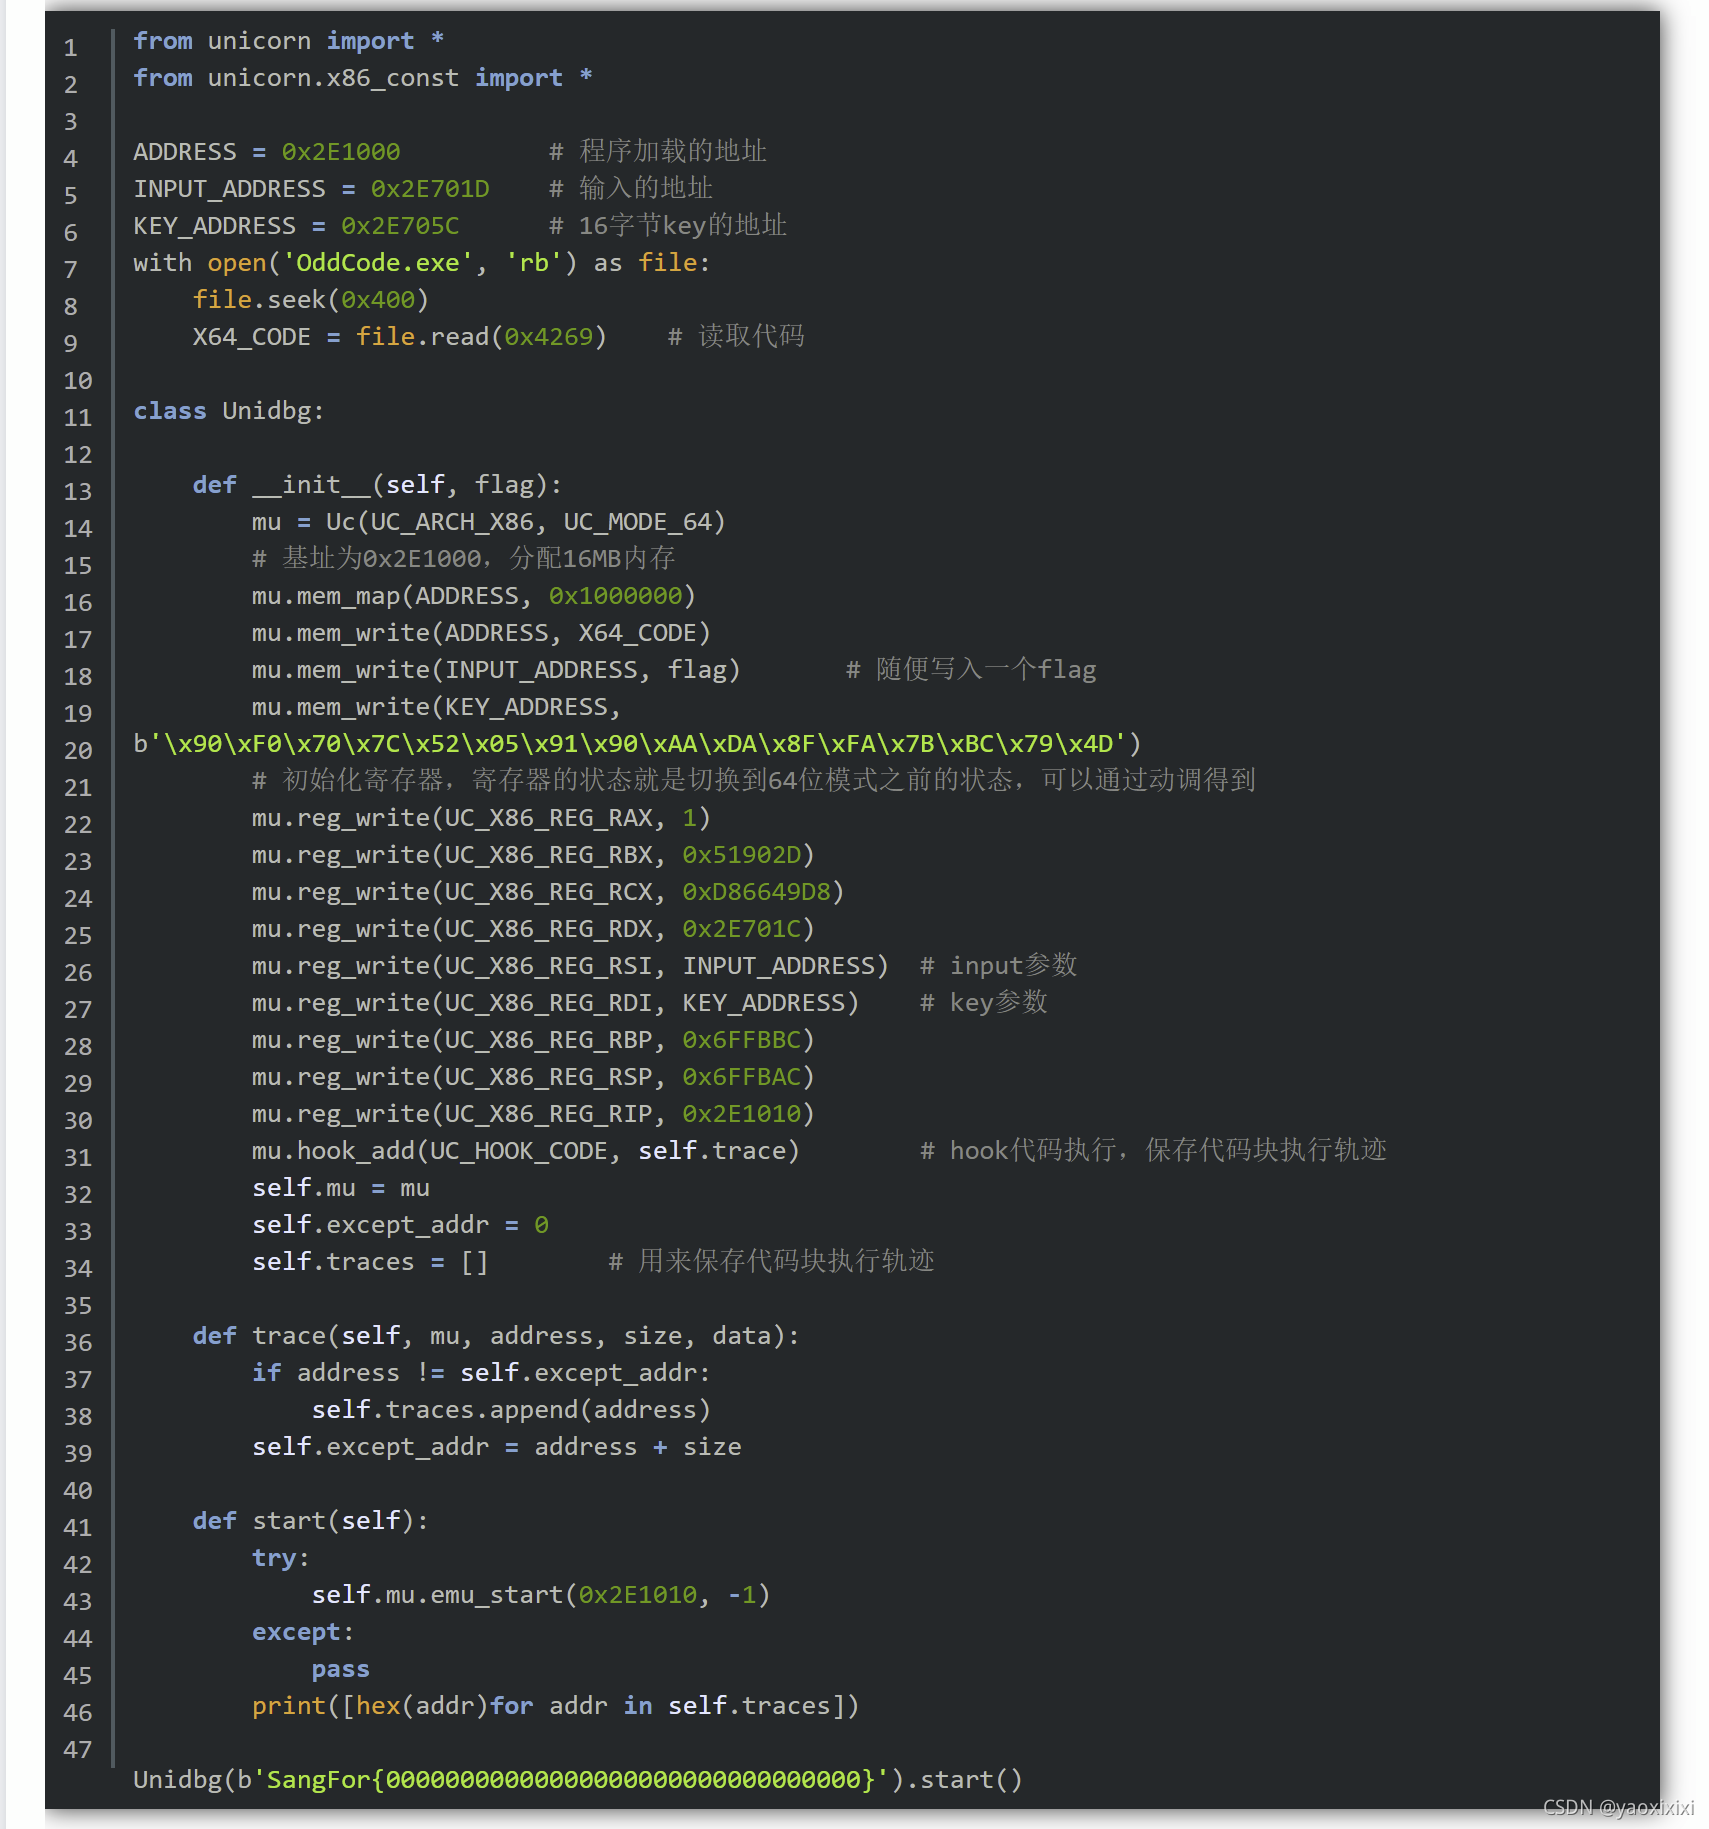 1 from unicorn import *
2 from unicorn.x86_const import *
3
4 ADDRESS = 0x2E1000 # 程序加载的地址
5 INPUT_ADDRESS = 0x2E701D # 输入的地址
6 KEY_ADDRESS = 0x2E705C # 16字节key的地址
7 with open('OddCode.exe', 'rb') as file:
8 file.seek(0x400)
9 X64_CODE = file.read(0x4269) # 读取代码
10
11 class Unidbg:
12
13 def __init__(self, flag):
14 mu = Uc(UC_ARCH_X86, UC_MODE_64)
15 # 基址为0x2E1000，分配16MB内存
16 mu.mem_map(ADDRESS, 0x1000000)
17 mu.mem_write(ADDRESS, X64_CODE)
18 mu.mem_write(INPUT_ADDRESS, flag) # 随便写入一个flag
19 mu.mem_write(KEY_ADDRESS,
20 b'\x90\xF0\x70\x7C\x52\x05\x91\x90\xAA\xDA\x8F\xFA\x7B\xBC\x79\x4D')
21 # 初始化寄存器，寄存器的状态就是切换到64位模式之前的状态，可以通过动调得到
22 mu.reg_write(UC_X86_REG_RAX, 1)
23 mu.reg_write(UC_X86_REG_RBX, 0x51902D)
24 mu.reg_write(UC_X86_REG_RCX, 0xD86649D8)
25 mu.reg_write(UC_X86_REG_RDX, 0x2E701C)
26 mu.reg_write(UC_X86_REG_RSI, INPUT_ADDRESS) # input参数
27 mu.reg_write(UC_X86_REG_RDI, KEY_ADDRESS) # key参数
28 mu.reg_write(UC_X86_REG_RBP, 0x6FFBBC)
29 mu.reg_write(UC_X86_REG_RSP, 0x6FFBAC)
30 mu.reg_write(UC_X86_REG_RIP, 0x2E1010)
31 mu.hook_add(UC_HOOK_CODE, self.trace) # hook代码执行，保存代码块执行轨迹
32 self.mu = mu
33 self.except_addr = 0
34 self.traces = [] # 用来保存代码块执行轨迹
35
36 def trace(self, mu, address, size, data):
37 if address != self.except_addr:
38 self.traces.append(address)
39 self.except_addr = address + size
40
41 def start(self):
42 try:
43 self.mu.emu_start(0x2E1010, -1)
44 except:
45 pass
46 print([hex(addr)for addr in self.traces])
47
Unidbg(b'SangFor{00000000000000000000000000000000}').start()
CSDN @yaoxixixi